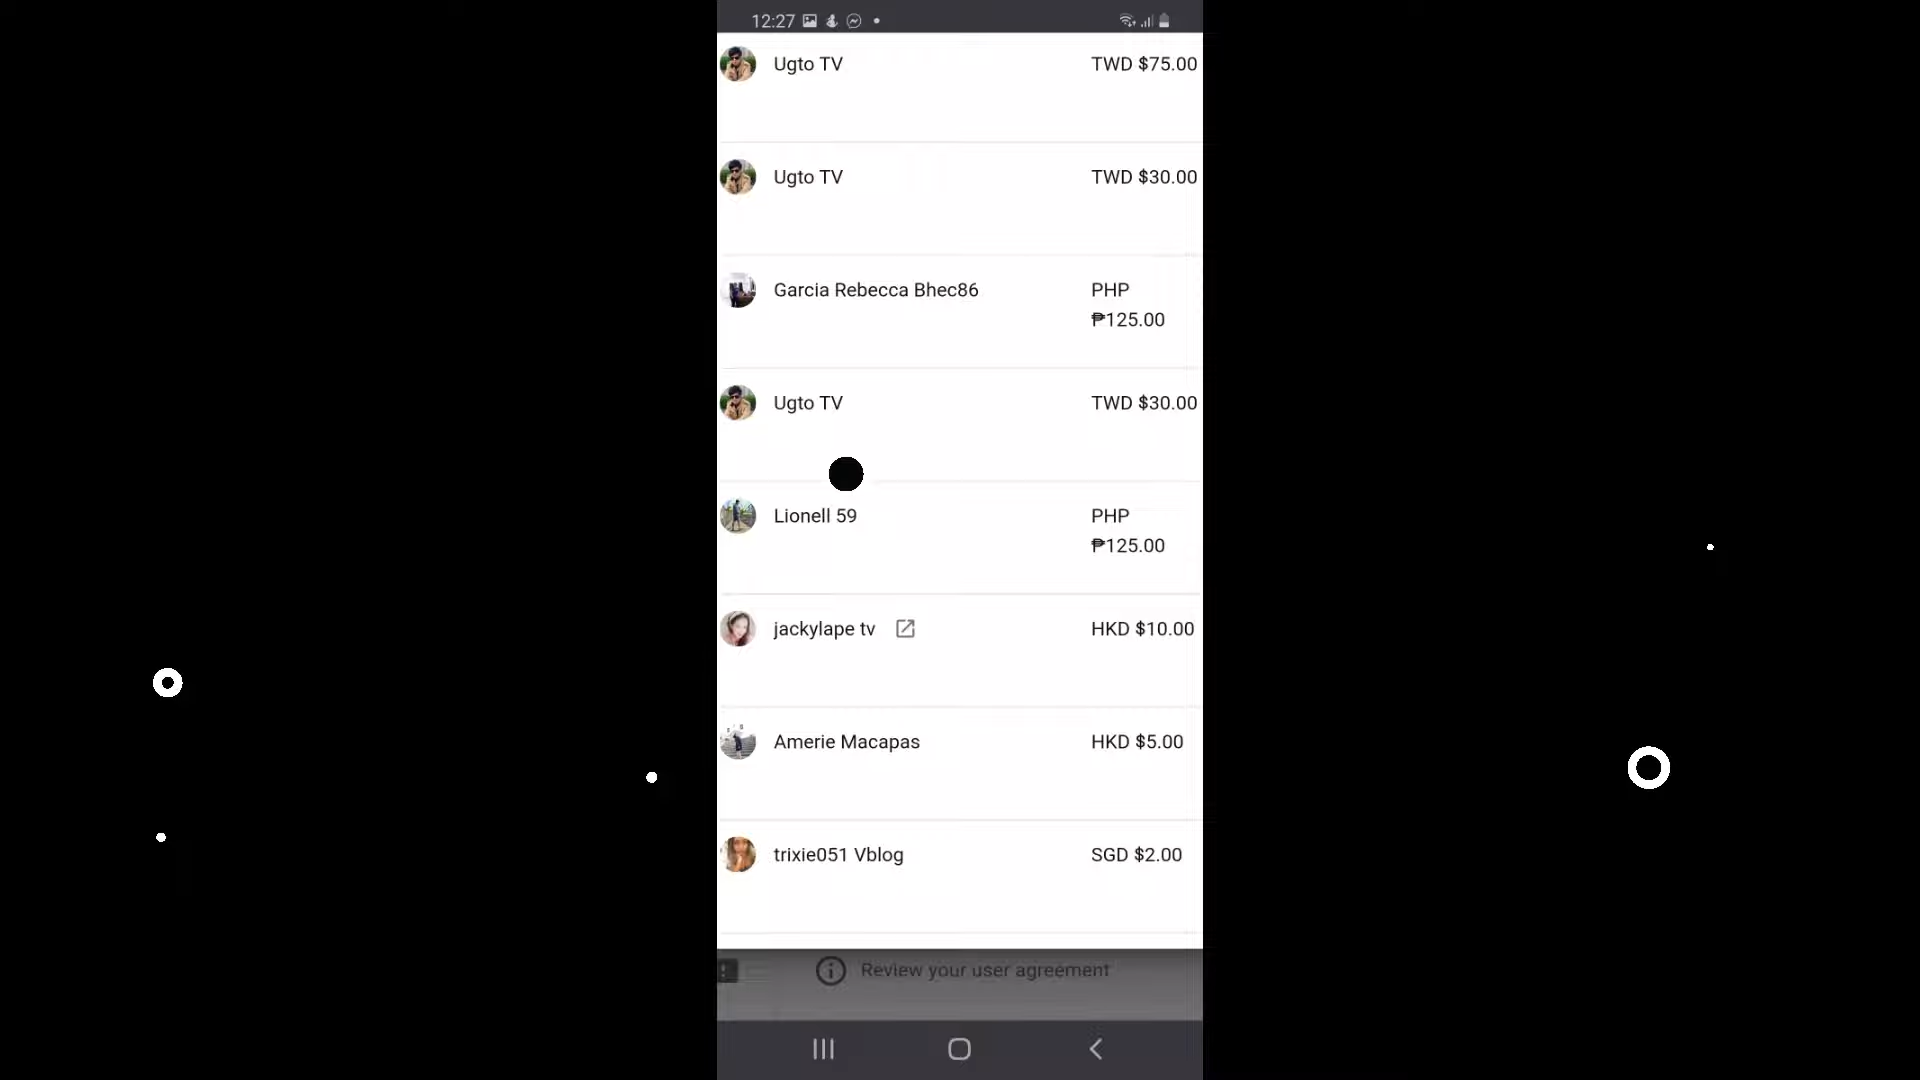 12:27
Ugto TV TWD $75.00
Ugto TV TWD $30.00
Garcia Rebecca Bhec86 PHP
₱125.00
Ugto TV TWD $30.00
Lionell 59 PHP
₱125.00
jackylape tv HKD $10.00
Amerie Macapas HKD $5.00
trixie051 Vblog SGD $2.00
Review your user agreement